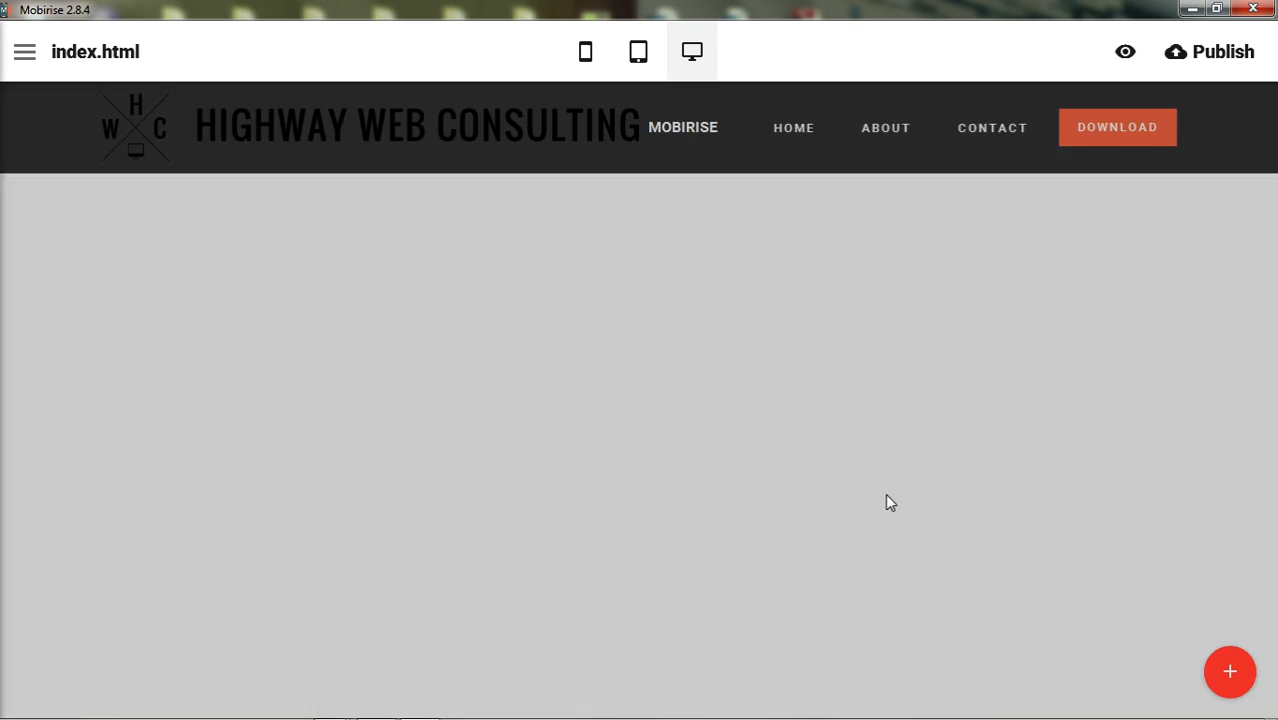 Mobirise 2.8.4
index.html
Publish
H
W C
HIGHWAY WEB CONSULTING
MOBIRISE
HOME
ABOUT
CONTACT
DOWNLOAD